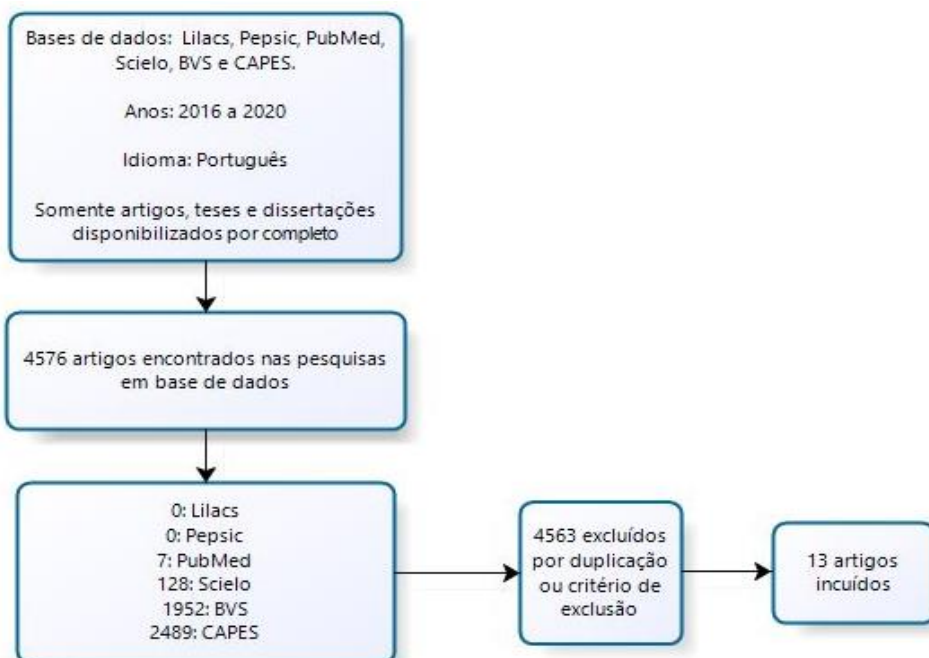 Bases de dados: Lilacs, Pepsic, PubMed,
Scielo, BVS e CAPES.
Anos: 2016 a 2020
Idioma: Português
Somente artigos, teses e dissertações
disponibilizados por completo
4576 artigos encontrados nas pesquisas
em base de dados
0: Lilacs
0: Pepsic
7: PubMed
128: Scielo
1952: BVS
2489: CAPES
4563 excluídos
por duplicação
ou critério de
exclusão
13 artigos
incuídos